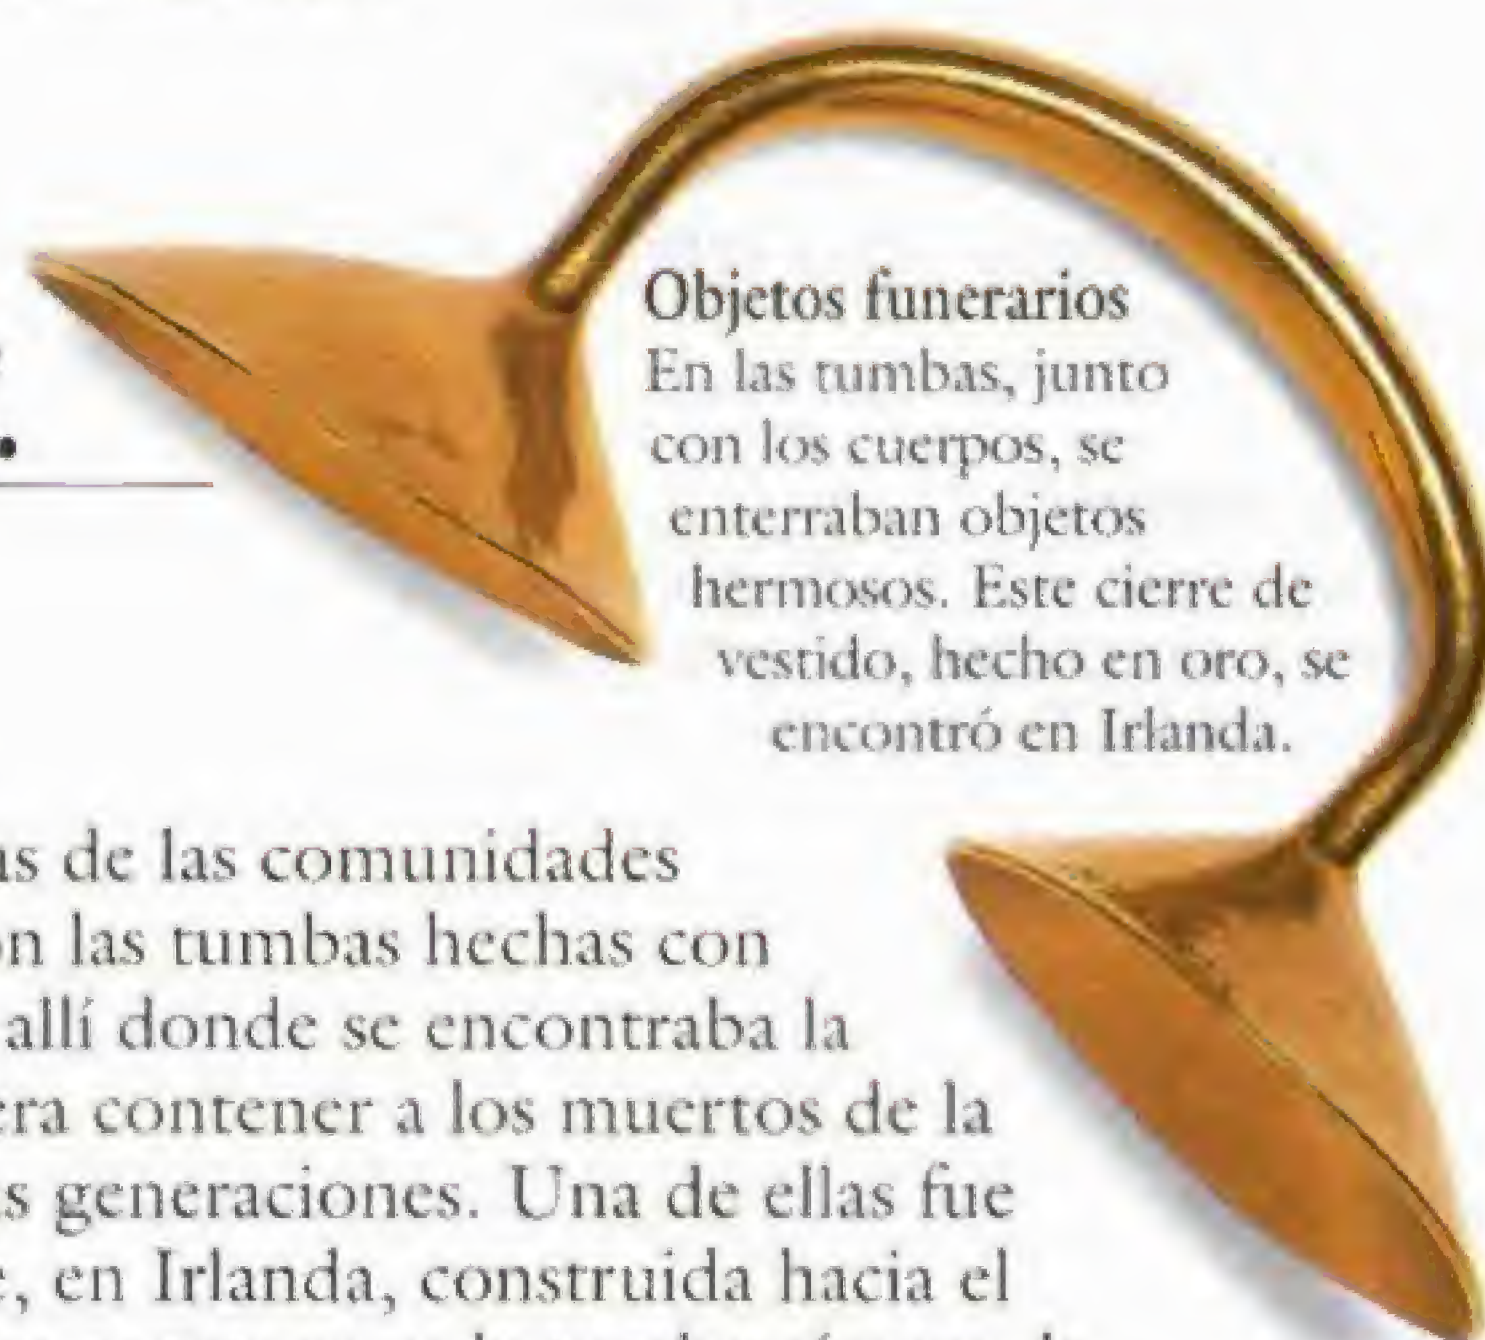 Objetos funerarios
En las tumbas, junto
con los cuerpos, se
enterraban objetos
hermosos. Este cierre de
vestido, hecho en oro, se
encontró en Irlanda.
de las comunidades
las tumbas hechas con
allí donde se encontraba la
contener a los muertos de la
generaciones. Una de ellas fue
en Irlanda, construida hacia el